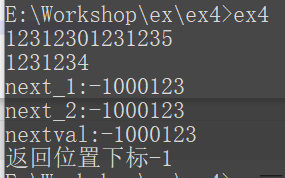 E:\Workshop\ex\ex4>ex4
12312301231235
1231234
next_1:-1000123
next_2:-1000123
nextval:-1000123
返回位置下标-1